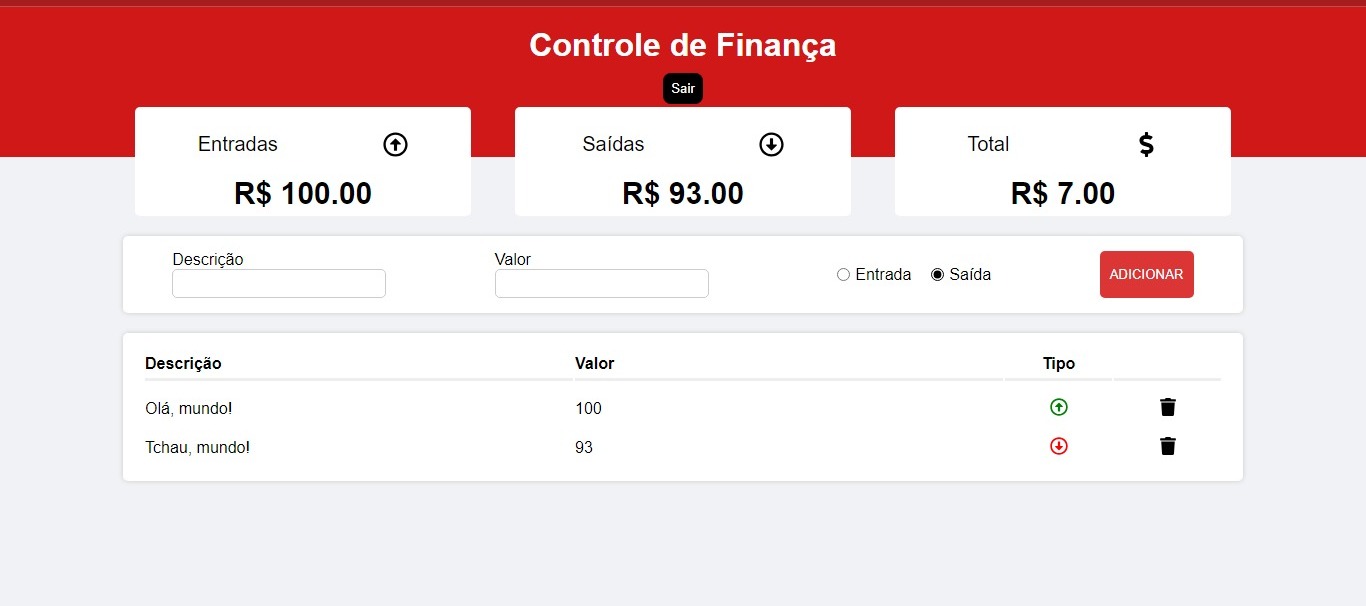 Controle de Finança
Sair
Entradas
R$ 100.00
Saídas
R$ 93.00
Total
$
R$ 7.00
Descrição
Valor
Entrada Saída
ADICIONAR
Descrição Valor Tipo
Olá, mundo! 100
Tchau, mundo! 93